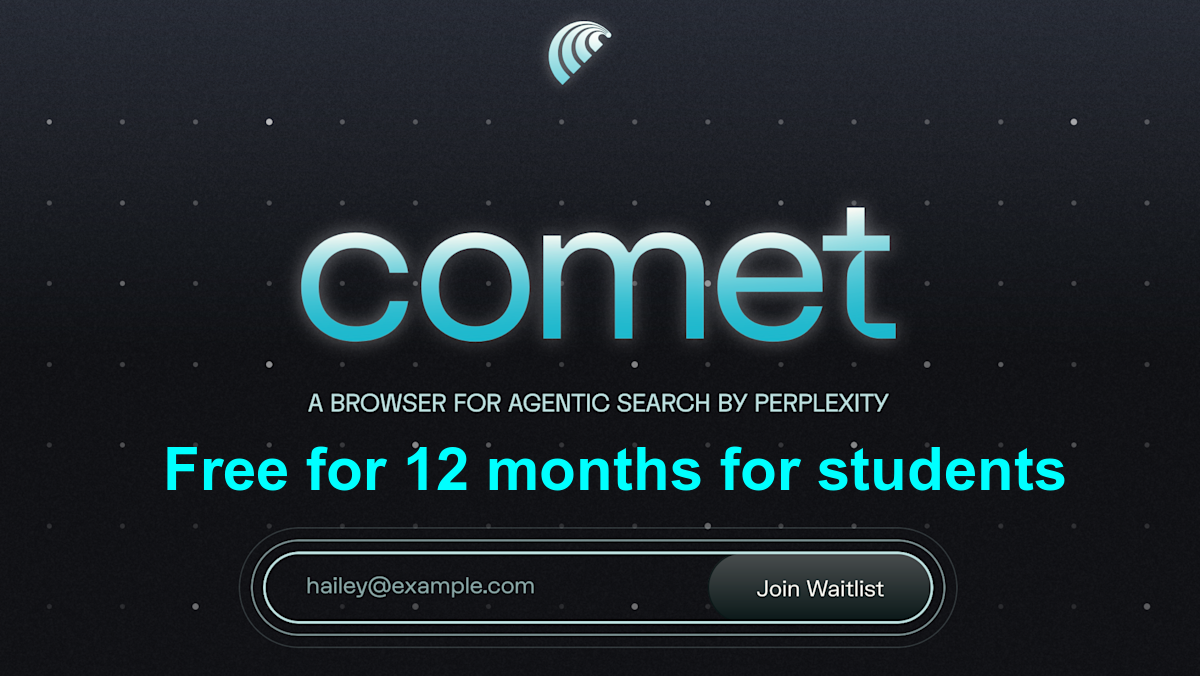 comet
A BROWSER FOR AGENTIC SEARCH BY PERPLEXITY
Free for 12 months for students
hailey@example.com Join Waitlist